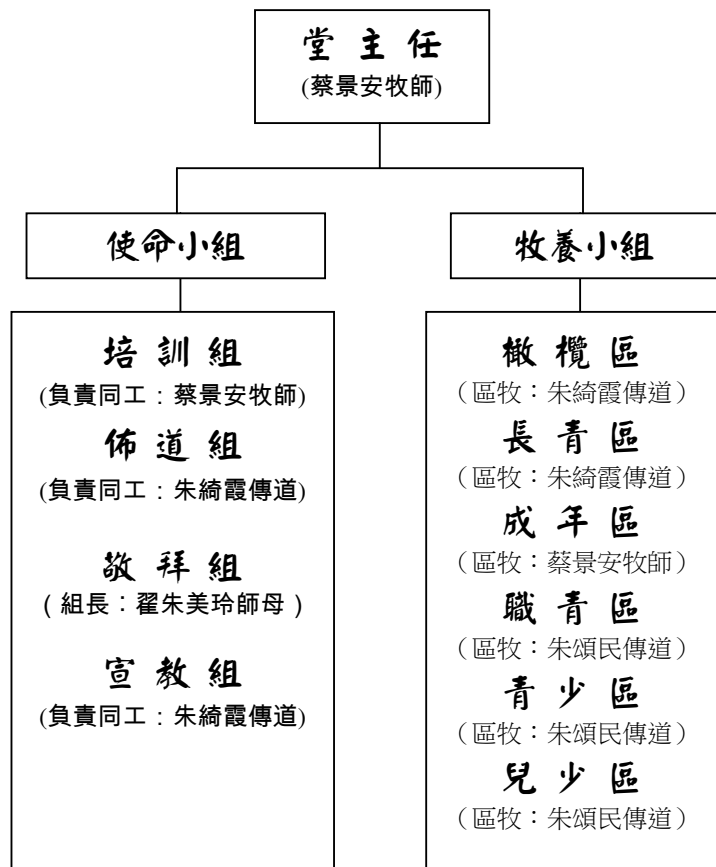 堂主任
(蔡景安牧師)
使命小組
培訓組
(負責同工：蔡景安牧師)
佈道組
(負責同工：朱綺霞傳道)
敬拜組
(組長：翟朱美玲師母)
宣教組
(負責同工：朱綺霞傳道)
牧養小組
橄欖區
（區牧：朱綺霞傳道）
長青區
（區牧：朱綺霞傳道）
成年區
（區牧：蔡景安牧師）
職青區
（區牧：朱頌民傳道）
青少區
（區牧：朱頌民傳道）
兒少區
（區牧：朱頌民傳道）